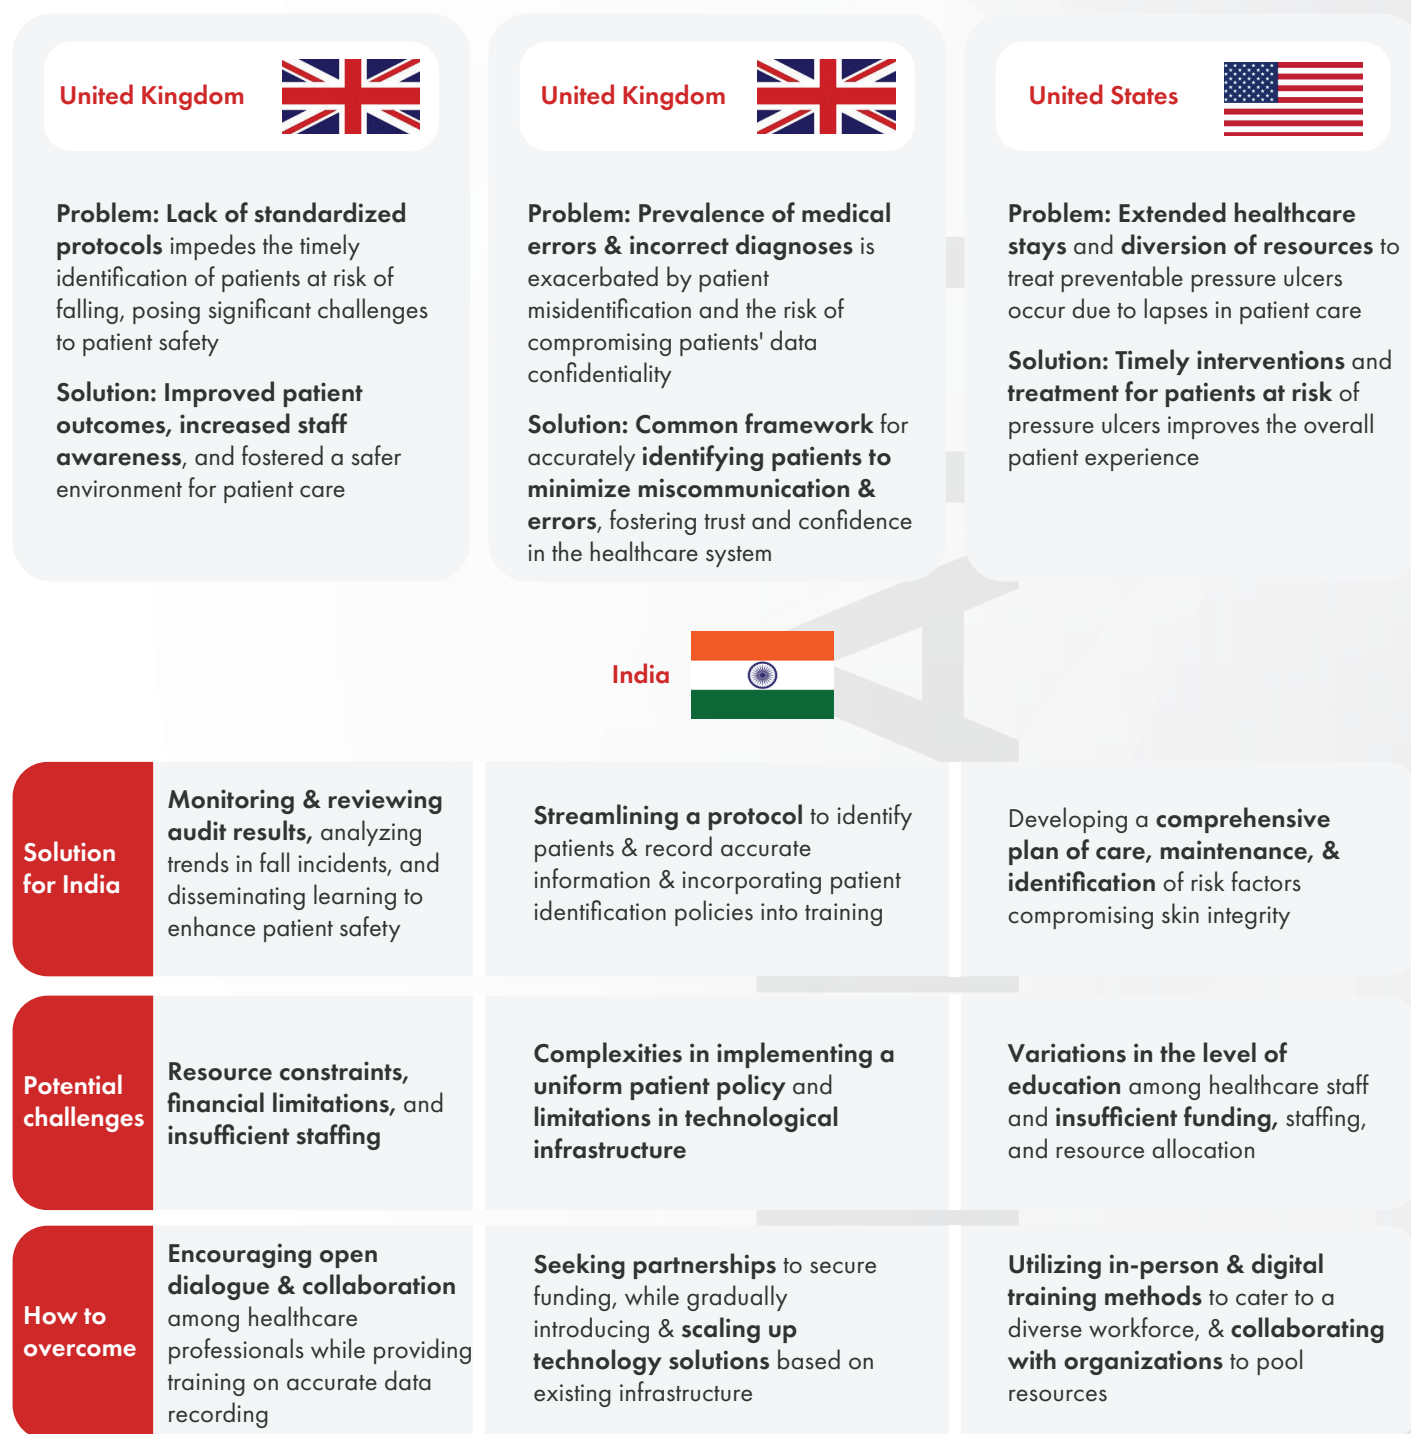 United Kingdom
Problem: Lack of standardized
protocols impedes the timely
identification of patients at risk of
falling, posing significant challenges
to patient safety
Solution: Improved patient
outcomes, increased staff
awareness, and fostered a safer
environment for patient care
United Kingdom
Problem: Prevalence of medical
errors & incorrect diagnoses is
exacerbated by patient
misidentification and the risk of
compromising patients' data
confidentiality
Solution: Common framework for
accurately identifying patients to
minimize miscommunication &
errors, fostering trust and confidence
in the healthcare system
United States
Problem: Extended healthcare
stays and diversion of resources to
treat preventable pressure ulcers
occur due to lapses in patient care
Solution: Timely interventions and
treatment for patients at risk of
pressure ulcers improves the overall
patient experience
India
Solution
for India
Monitoring & reviewing
audit results, analyzing
trends in fall incidents, and
disseminating learning to
enhance patient safety
Streamlining a protocol to identify
patients & record accurate
information & incorporating patient
identification policies into training
Developing a comprehensive
plan of care, maintenance, &
identification of risk factors
compromising skin integrity
Potential
challenges
Resource constraints,
financial limitations, and
insufficient staffing
Complexities in implementing a
uniform patient policy and
limitations in technological
infrastructure
Variations in the level of
education among healthcare staff
and insufficient funding, staffing,
and resource allocation
How to
overcome
Encouraging open
dialogue & collaboration
among healthcare
professionals while providing
training on accurate data
recording
Seeking partnerships to secure
funding, while gradually
introducing & scaling up
technology solutions based on
existing infrastructure
Utilizing in-person & digital
training methods to cater to a
diverse workforce, & collaborating
with organizations to pool
resources